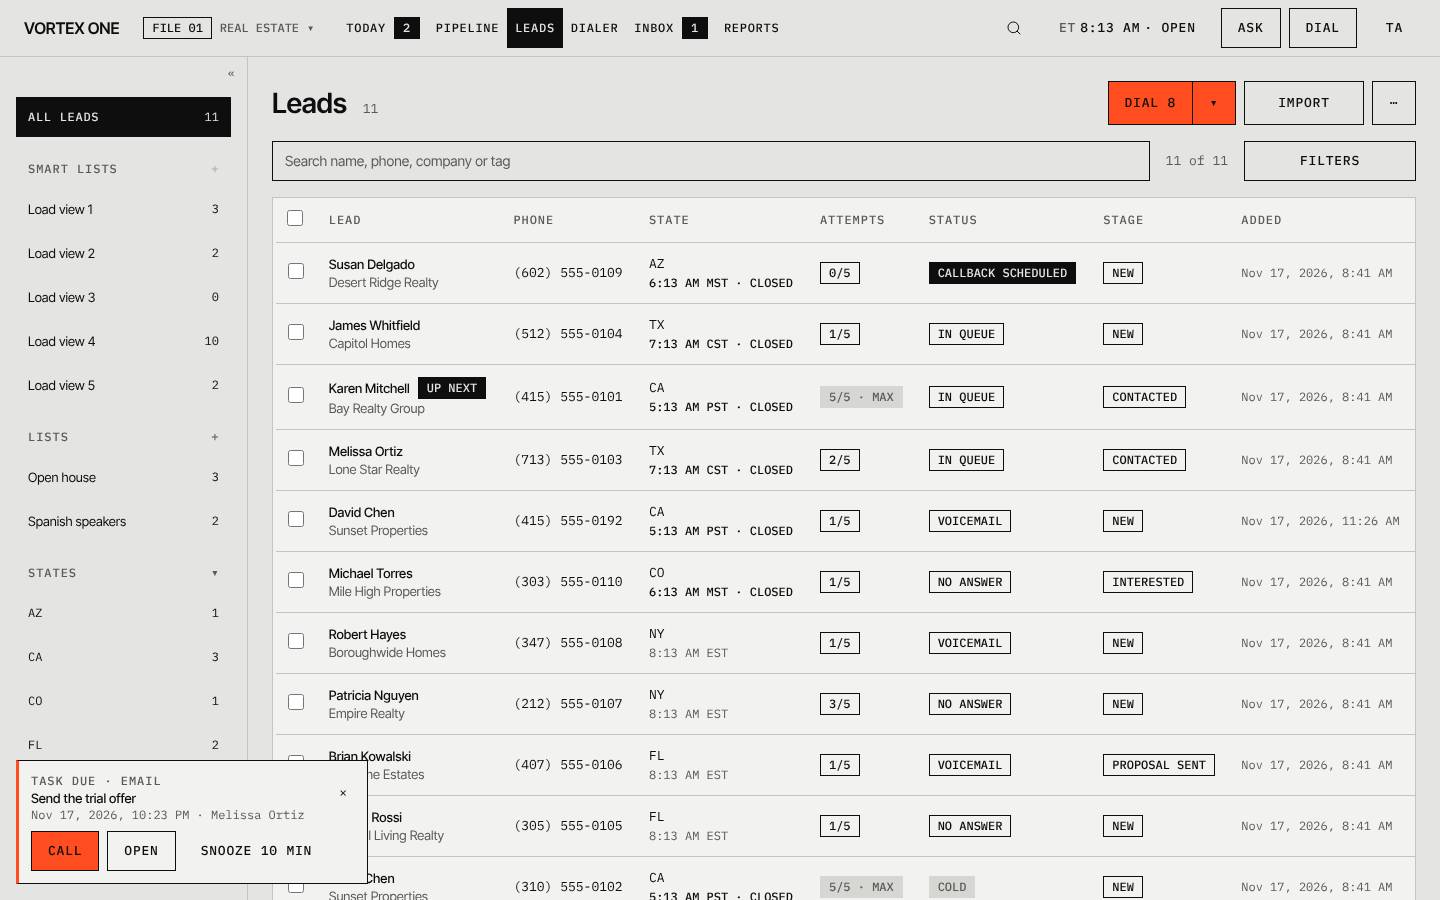 VORTEX ONE
FILE 01 REAL ESTATE ▾
TODAY 2
PIPELINE
LEADS
DIALER
INBOX 1
REPORTS
ET 8:13 AM · OPEN
ASK
DIAL
TA
«
ALL LEADS 11
SMART LISTS +
Load view 1 3
Load view 2 2
Load view 3 0
Load view 4 10
Load view 5 2
LISTS +
Open house 3
Spanish speakers 2
STATES ▾
AZ 1
CA 3
CO 1
FL 2
Leads 11
DIAL 8 ▾
IMPORT
⋯
Search name, phone, company or tag
11 of 11
FILTERS
LEAD PHONE STATE ATTEMPTS STATUS STAGE ADDED
Susan Delgado
Desert Ridge Realty
(602) 555-0109
AZ
6:13 AM MST · CLOSED
0/5
CALLBACK SCHEDULED
NEW
Nov 17, 2026, 8:41 AM
James Whitfield
Capitol Homes
(512) 555-0104
TX
7:13 AM CST · CLOSED
1/5
IN QUEUE
NEW
Nov 17, 2026, 8:41 AM
Karen Mitchell UP NEXT
Bay Realty Group
(415) 555-0101
CA
5:13 AM PST · CLOSED
5/5 · MAX
IN QUEUE
CONTACTED
Nov 17, 2026, 8:41 AM
Melissa Ortiz
Lone Star Realty
(713) 555-0103
TX
7:13 AM CST · CLOSED
2/5
IN QUEUE
CONTACTED
Nov 17, 2026, 8:41 AM
David Chen
Sunset Properties
(415) 555-0192
CA
5:13 AM PST · CLOSED
1/5
VOICEMAIL
NEW
Nov 17, 2026, 11:26 AM
Michael Torres
Mile High Properties
(303) 555-0110
CO
6:13 AM MST · CLOSED
1/5
NO ANSWER
INTERESTED
Nov 17, 2026, 8:41 AM
Robert Hayes
Boroughwide Homes
(347) 555-0108
NY
8:13 AM EST
1/5
VOICEMAIL
NEW
Nov 17, 2026, 8:41 AM
Patricia Nguyen
Empire Realty
(212) 555-0107
NY
8:13 AM EST
3/5
NO ANSWER
NEW
Nov 17, 2026, 8:41 AM
Brian Kowalski
Estates
(407) 555-0106
FL
8:13 AM EST
1/5
VOICEMAIL
PROPOSAL SENT
Nov 17, 2026, 8:41 AM
Rossi
Living Realty
(305) 555-0105
FL
8:13 AM EST
1/5
NO ANSWER
NEW
Nov 17, 2026, 8:41 AM
Chen
Sunset Properties
(310) 555-0102
CA
5:13 AM PST · CLOSED
5/5 · MAX
COLD
NEW
Nov 17, 2026, 8:41 AM
TASK DUE · EMAIL
Send the trial offer
Nov 17, 2026, 10:23 PM · Melissa Ortiz
×
CALL
OPEN
SNOOZE 10 MIN